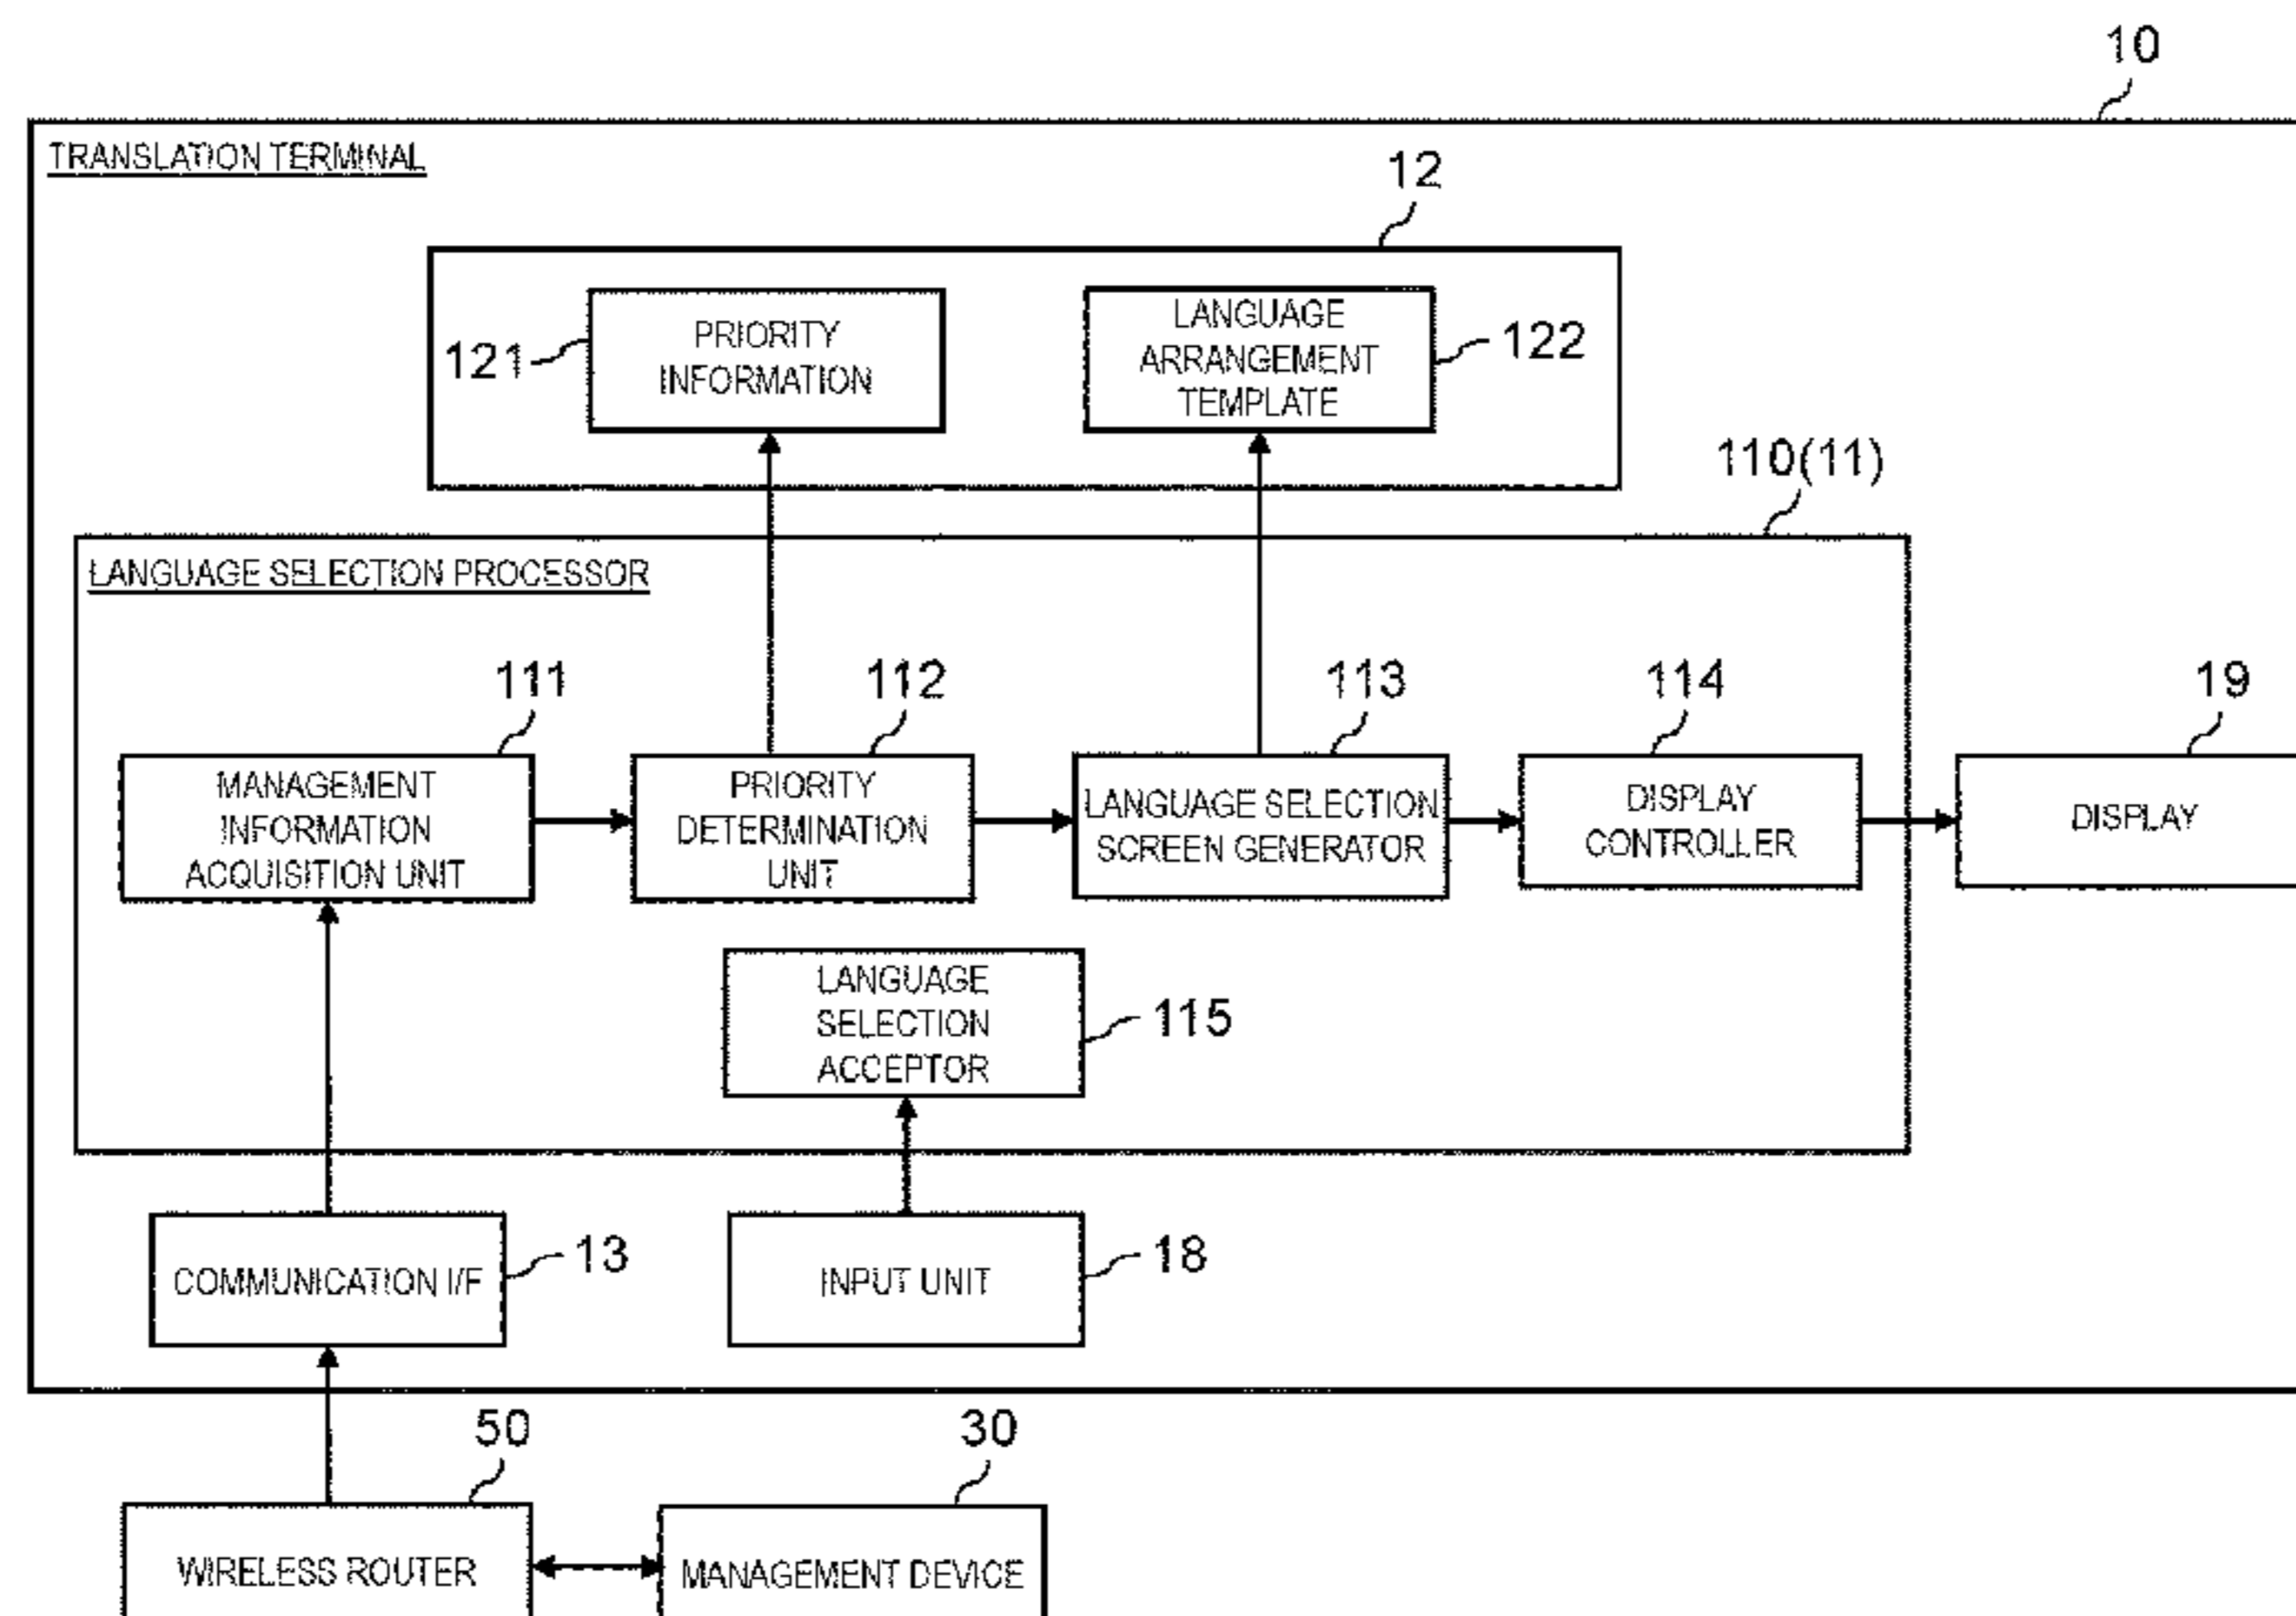 10
TRANSLATION TERMINAL
12
PRIORITY
INFORMATION
121
LANGUAGE
ARRANGEMENT
TEMPLATE
122
110(11)
LANGUAGE SELECTION PROCESSOR
111
112
113
114
19
MANAGEMENT
INFORMATION
ACQUISITION UNIT
PRIORITY
DETERMINATION
UNIT
LANGUAGE SELECTION
SCREEN GENERATOR
DISPLAY
CONTROLLER
DISPLAY
LANGUAGE
SELECTION
ACCEPTOR
115
COMMUNICATION I/F
13
INPUT UNIT
18
50
30
WIRELESS ROUTER
MANAGEMENT DEVICE